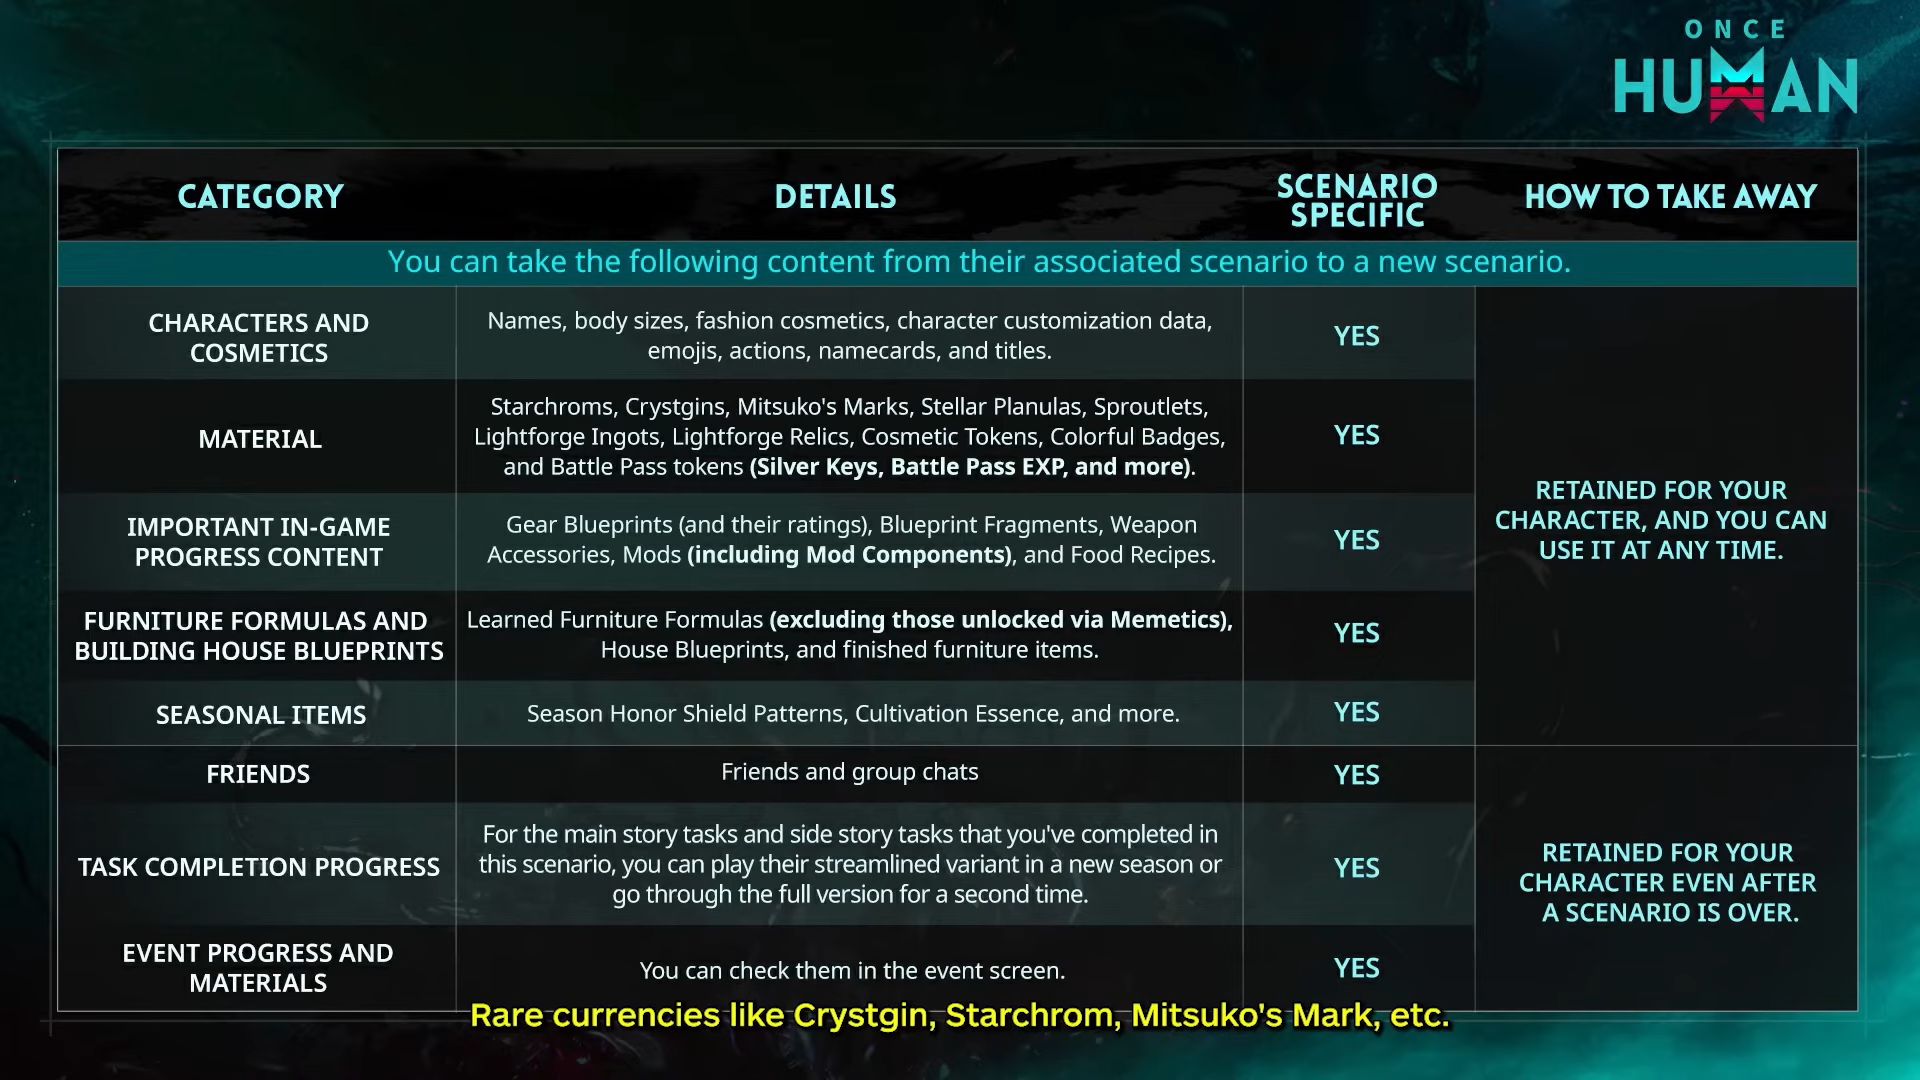 ONCE
HUMAN
CATEGORY
DETAILS
SCENARIO
SPECIFIC
HOW TO TAKE AWAY
You can take the following content from their associated scenario to a new scenario.
CHARACTERS AND
COSMETICS
Names, body sizes, fashion cosmetics, character customization data,
emojis, actions, namecards, and titles.
YES
MATERIAL
Starchroms, Crystgins, Mitsuko's Marks, Stellar Planulas, Sproutlets,
Lightforge Ingots, Lightforge Relics, Cosmetic Tokens, Colorful Badges,
and Battle Pass tokens (Silver Keys, Battle Pass EXP, and more).
YES
IMPORTANT IN-GAME
PROGRESS CONTENT
Gear Blueprints (and their ratings), Blueprint Fragments, Weapon
Accessories, Mods (including Mod Components), and Food Recipes.
YES
FURNITURE FORMULAS AND
BUILDING HOUSE BLUEPRINTS
Learned Furniture Formulas (excluding those unlocked via Memetics),
House Blueprints, and finished furniture items.
YES
SEASONAL ITEMS
Season Honor Shield Patterns, Cultivation Essence, and more.
YES
RETAINED FOR YOUR
CHARACTER, AND YOU CAN
USE IT AT ANY TIME.
FRIENDS
Friends and group chats
YES
TASK COMPLETION PROGRESS
For the main story tasks and side story tasks that you've completed in
this scenario, you can play their streamlined variant in a new season or
go through the full version for a second time.
YES
EVENT PROGRESS AND
MATERIALS
You can check them in the event screen.
YES
RETAINED FOR YOUR
CHARACTER EVEN AFTER
A SCENARIO IS OVER.
Rare currencies like Crystgin, Starchrom, Mitsuko's Mark, etc.